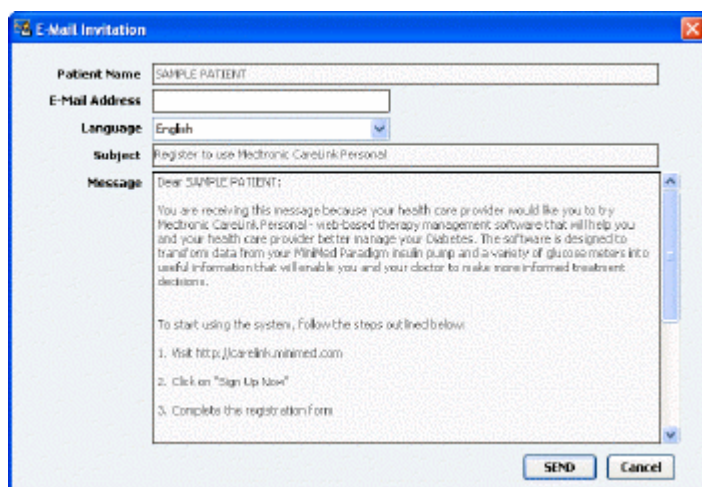 E-Mail Invitation
Patient Name SAMPLE PATIENT
E-Mail Address
Language English
Subject Register to use Medtronic CareLink Personal
Message Dear SAMPLE PATIENT:
You are receiving this message because your health care provider would like you to try
Medtronic CareLink Personal - web-based therapy management software that will help you
and your health care provider better manage your Diabetes. The software is designed to
transform data from your MiniMed Paradigm insulin pump and a variety of glucose meters into
useful information that will enable you and your doctor to make more informed treatment
decisions.
To start using the system, follow the steps outlined below:
1. Visit http://carelink.minimed.com
2. Click on "Sign Up Now"
3. Complete the registration form
SEND Cancel